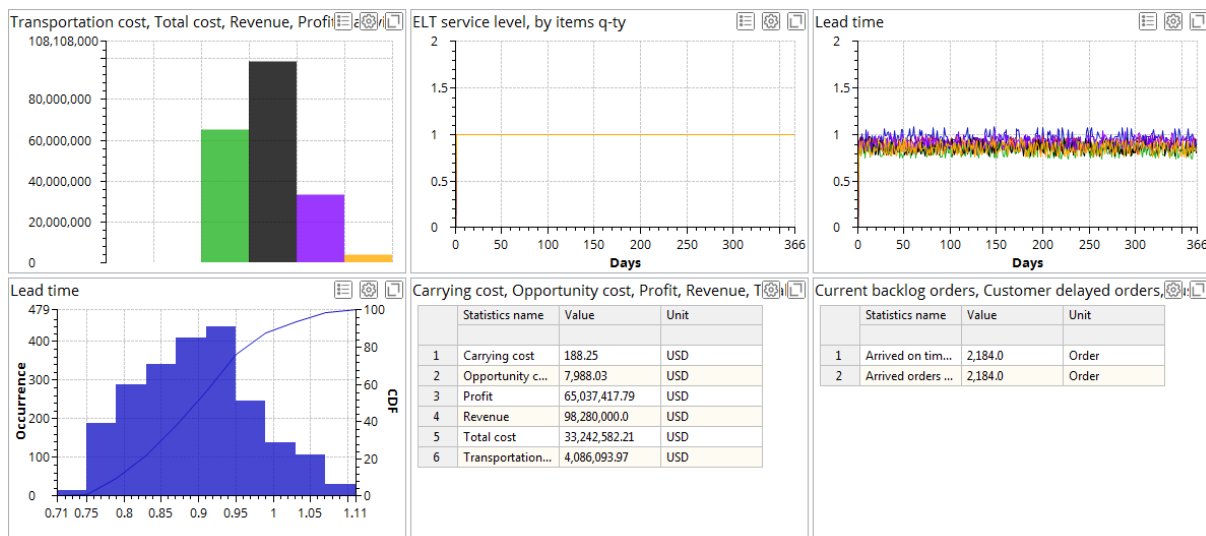 Transportation cost, Total cost, Revenue, Profit
108,108,000
80,000,000
60,000,000
40,000,000
20,000,000
0
ELT service level, by items q-ty
2
1.5
1
0.5
0
0 50 100 150 200 250 300 366
Days
Lead time
2
1.5
1
0.5
0
0 50 100 150 200 250 300 366
Days
Lead time
479
400
300
200
100
0
Occurrence
100
80
60
40
20
0
CDF
0.71 0.75 0.8 0.85 0.9 0.95 1 1.05 1.11
Carrying cost, Opportunity cost, Profit, Revenue,
Statistics name Value Unit
1 Carrying cost 188.25 USD
2 Opportunity c... 7,988.03 USD
3 Profit 65,037,417.79 USD
4 Revenue 98,280,000.0 USD
5 Total cost 33,242,582.21 USD
6 Transportation... 4,086,093.97 USD
Current backlog orders, Customer delayed orders,
Statistics name Value Unit
1 Arrived on tim... 2,184.0 Order
2 Arrived orders ... 2,184.0 Order